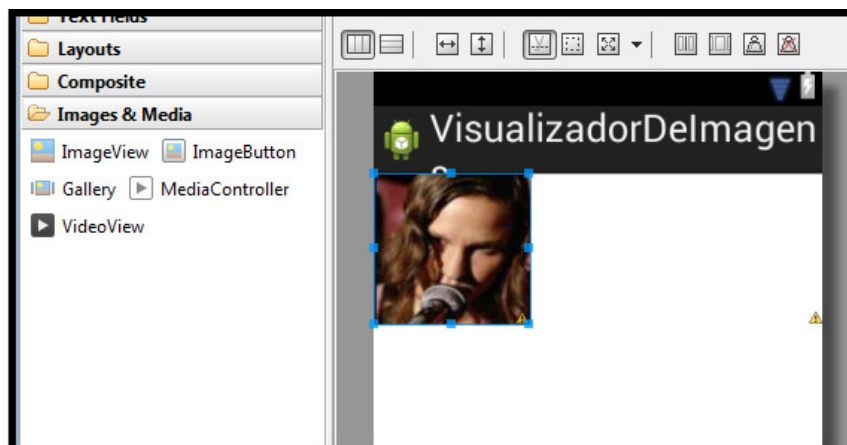 Text Fields
Layouts
Composite
Images & Media
ImageView ImageButton
Gallery MediaController
VideoView
VisualizadorDeImagen
s